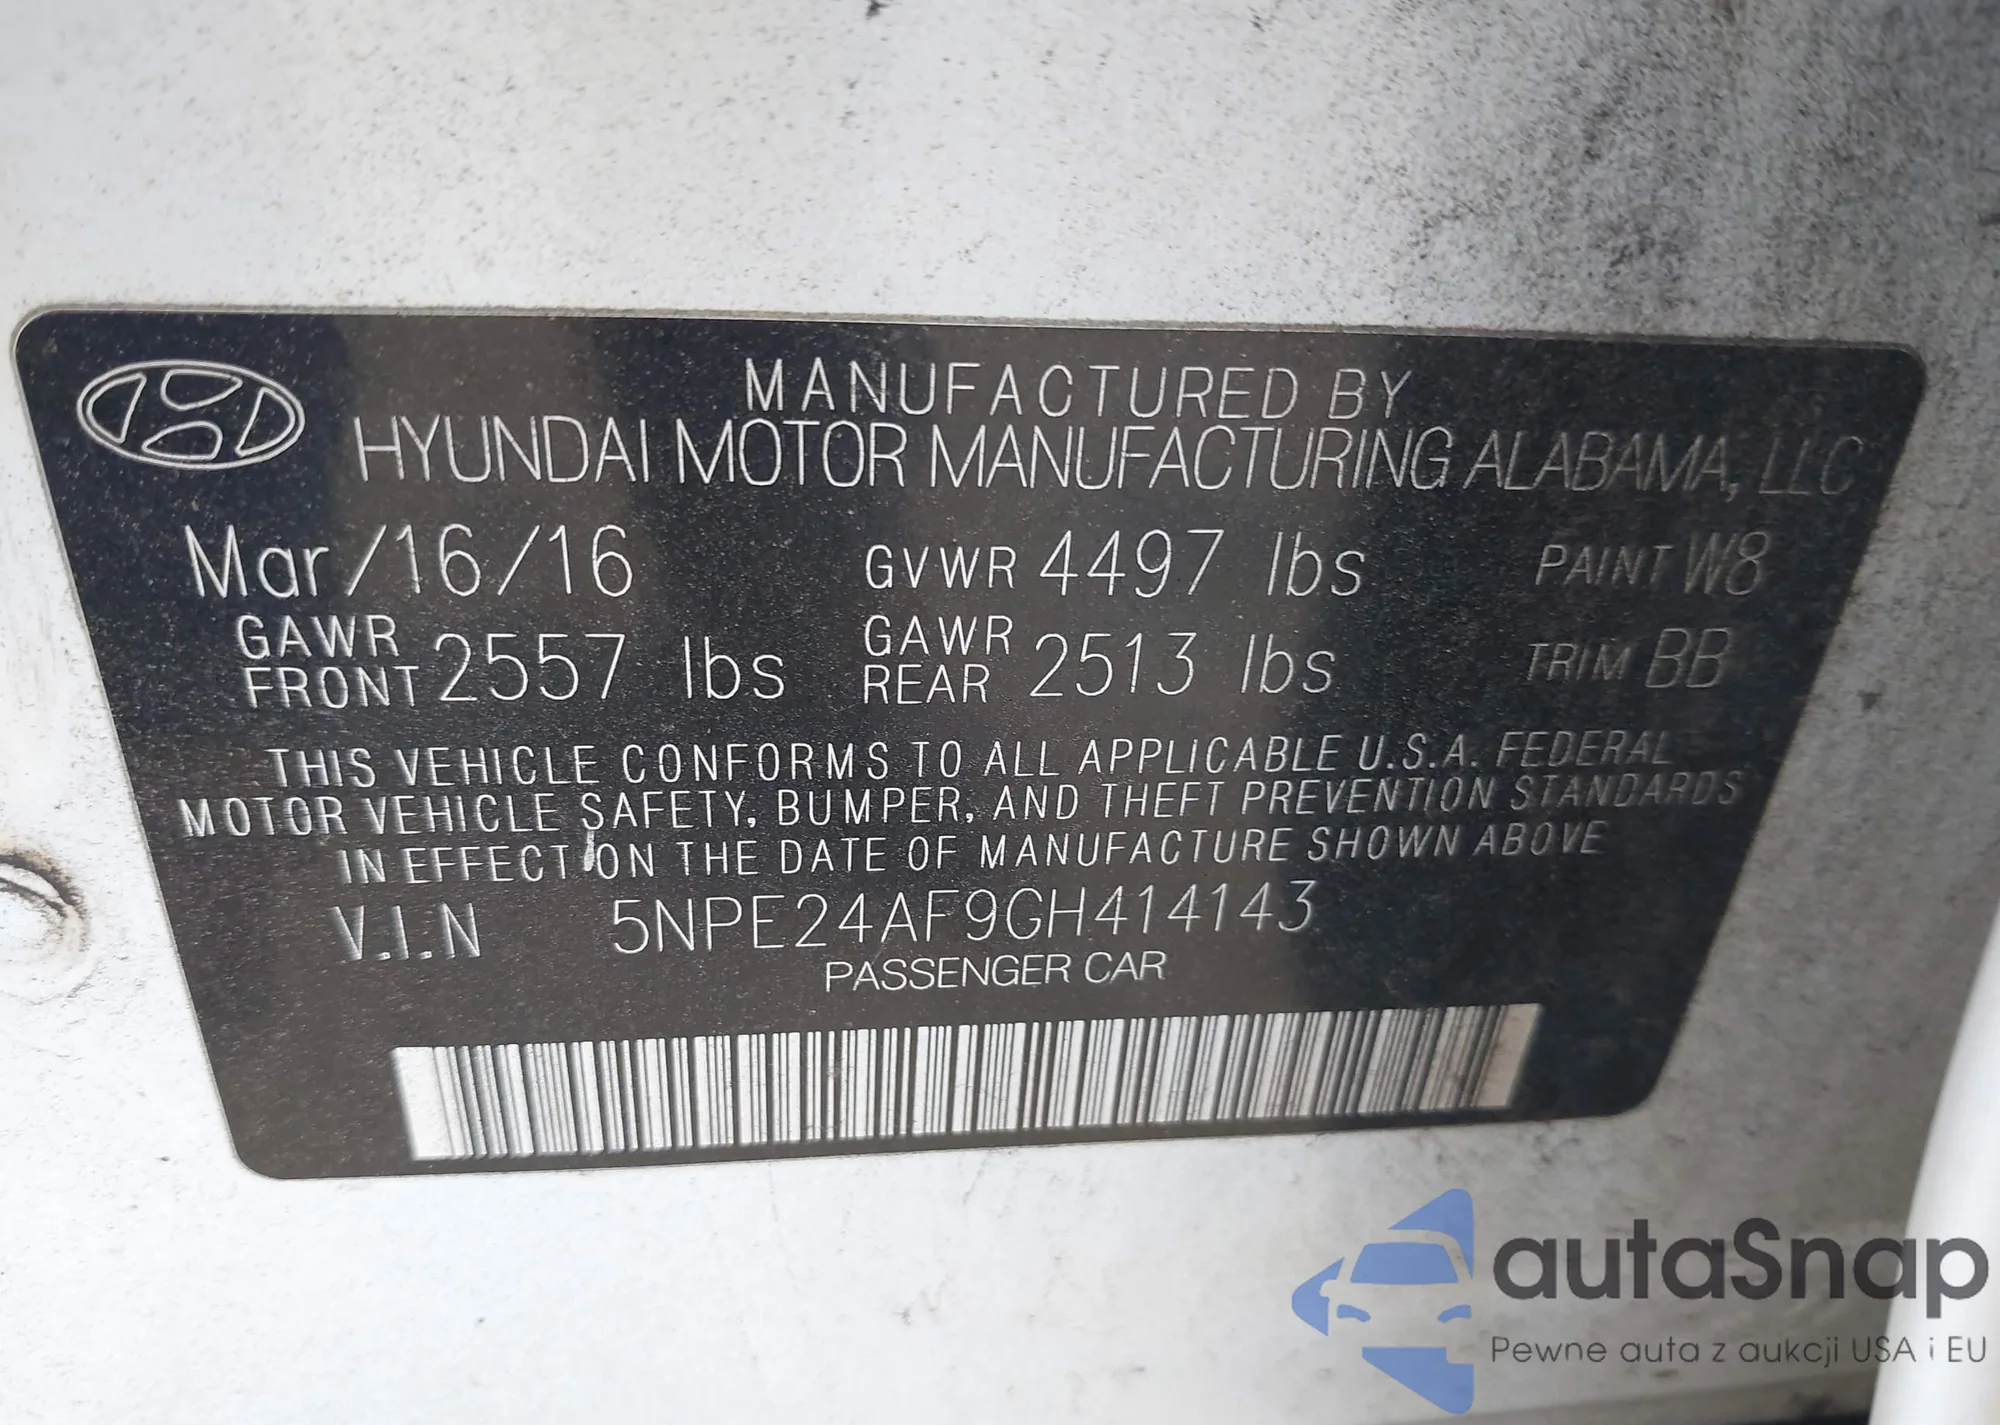 MANUFACTURED BY
HYUNDAI MOTOR MANUFACTURING ALABAMA, LLC
Mar/16/16 GVWR 4497 lbs PAINT W8
GAWR FRONT 2557 lbs GAWR REAR 2513 lbs TRIM BB
THIS VEHICLE CONFORMS TO ALL APPLICABLE U.S.A. FEDERAL
MOTOR VEHICLE SAFETY, BUMPER, AND THEFT PREVENTION STANDARDS
IN EFFECT ON THE DATE OF MANUFACTURE SHOWN ABOVE
V.I.N 5NPE24AF9GH414143
PASSENGER CAR
autaSnap
Pewne auta z aukcji USA i EU